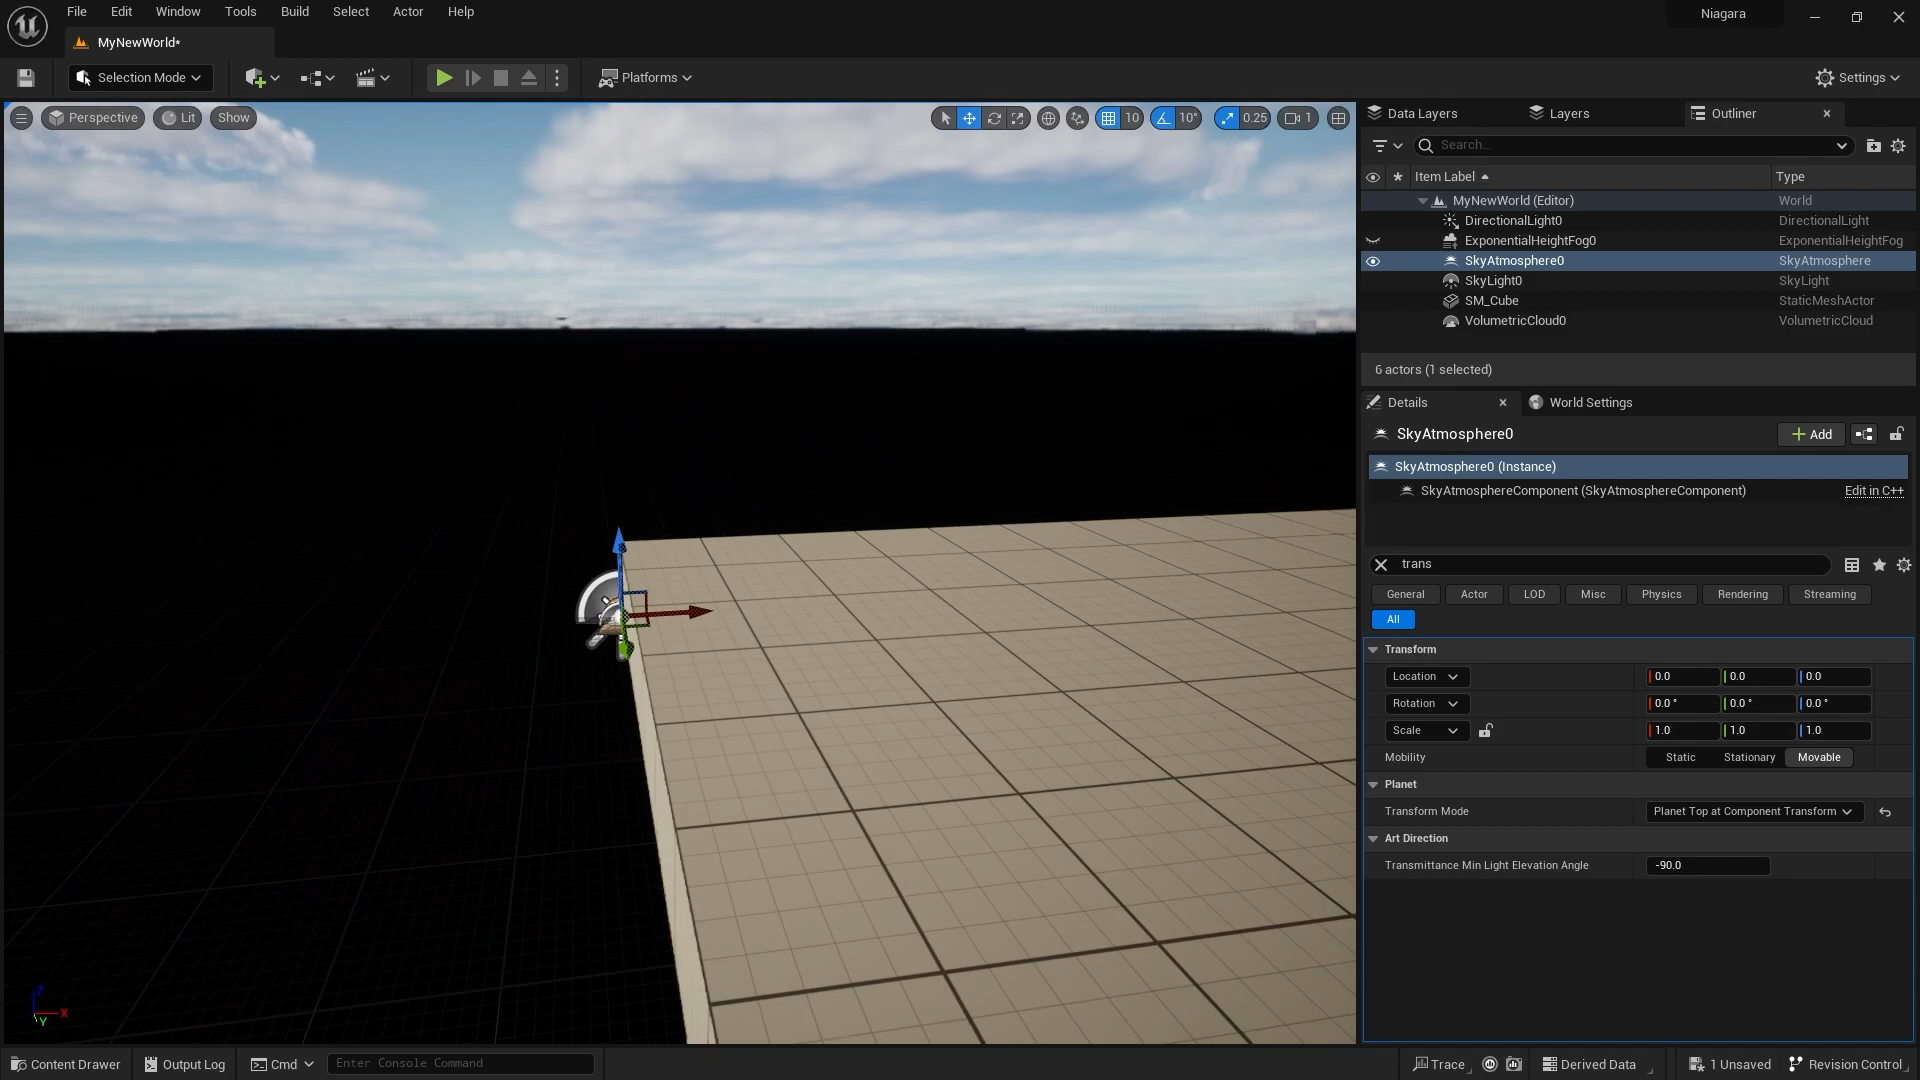 File Edit Window Tools Build Select Actor Help
Niagara
MyNewWorld*
Selection Mode
Platforms
Settings
Perspective Lit Show
10 10° 0.25 1
Data Layers Layers Outliner
Search...
Item Label Type
MyNewWorld (Editor) World
DirectionalLight0 DirectionalLight
ExponentialHeightFog0 ExponentialHeightFog
SkyAtmosphere0 SkyAtmosphere
SkyLight0 SkyLight
SM_Cube StaticMeshActor
VolumetricCloud0 VolumetricCloud
6 actors (1 selected)
Details World Settings
SkyAtmosphere0
Add
SkyAtmosphere0 (Instance)
SkyAtmosphereComponent (SkyAtmosphereComponent) Edit in C++
trans
General Actor LOD Misc Physics Rendering Streaming
All
Transform
Location 0.0 0.0 0.0
Rotation 0.0 ° 0.0 ° 0.0 °
Scale 1.0 1.0 1.0
Mobility Static Stationary Movable
Planet
Transform Mode Planet Top at Component Transform
Art Direction
Transmittance Min Light Elevation Angle -90.0
Z
X
Y
Content Drawer Output Log Cmd Enter Console Command
Trace Derived Data 1 Unsaved Revision Control